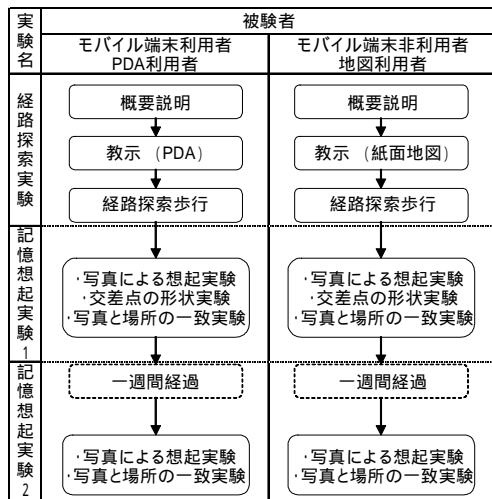 実験名
被験者
モバイル端末利用者
PDA利用者
モバイル端末非利用者
地図利用者
経路探索実験
概要説明
教示 (PDA)
経路探索歩行
概要説明
教示 (紙面地図)
経路探索歩行
記憶想起実験1
・写真による想起実験
・交差点の形状実験
・写真と場所の一致実験
・写真による想起実験
・交差点の形状実験
・写真と場所の一致実験
記憶想起実験2
一週間経過
・写真による想起実験
・写真と場所の一致実験
一週間経過
・写真による想起実験
・写真と場所の一致実験